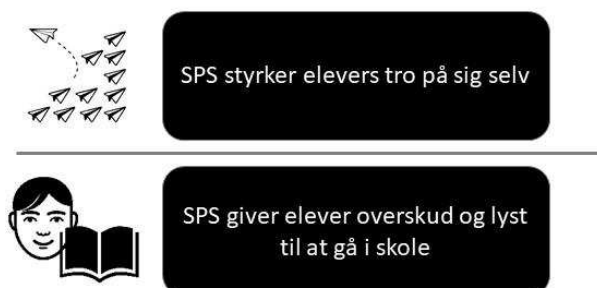 SPS styrker elevers tro på sig selv
SPS giver elever overskud og lyst
til at gå i skole